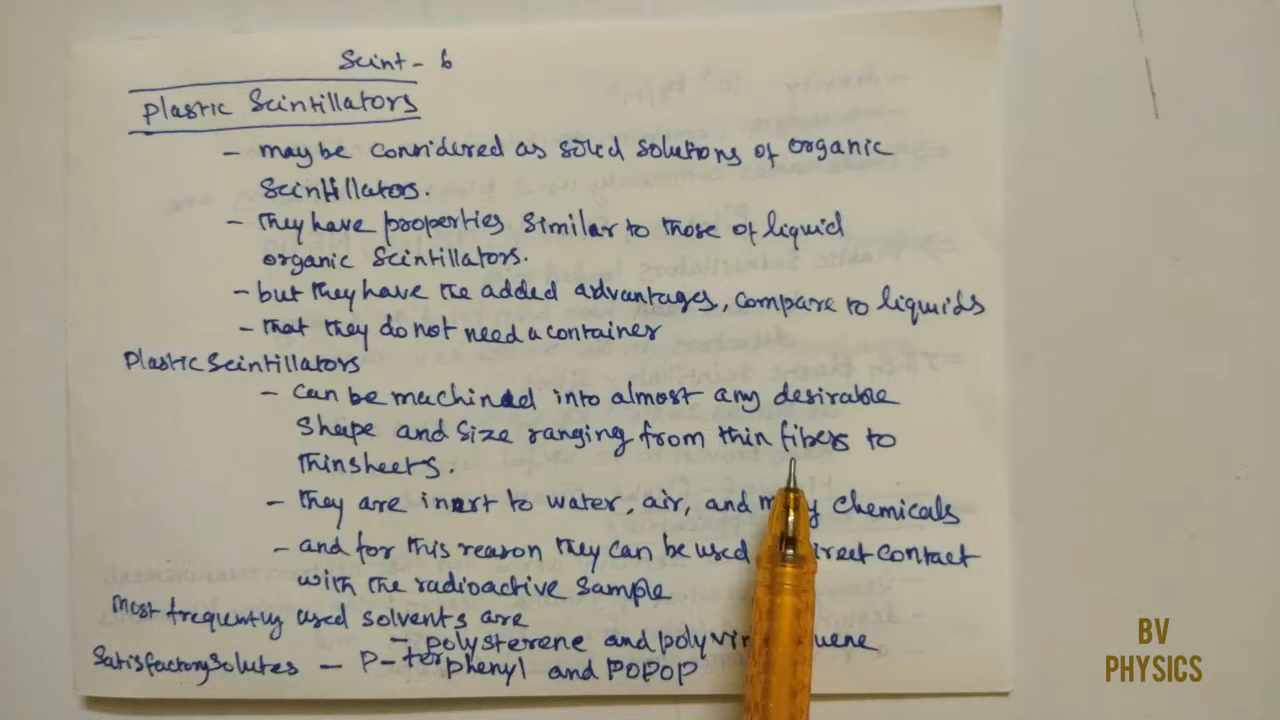 Scint - 6
Plastic Scintillators
- may be considered as solid solutions of organic
Scintillators.
- they have properties similar to those of liquid
organic scintillators.
- but they have the added advantages, compare to liquids
- that they do not need a container
Plastic Scintillators
- can be machined into almost any desirable
shape and size ranging from thin fibers to
thin sheets.
- they are inert to water, air, and many chemicals
- and for this reason they can be used direct contact
with the radioactive sample
most frequently used solvents are
- polysterene and
Satisfactory Solutes - P-terphenyl and POPOP
BV
PHYSICS